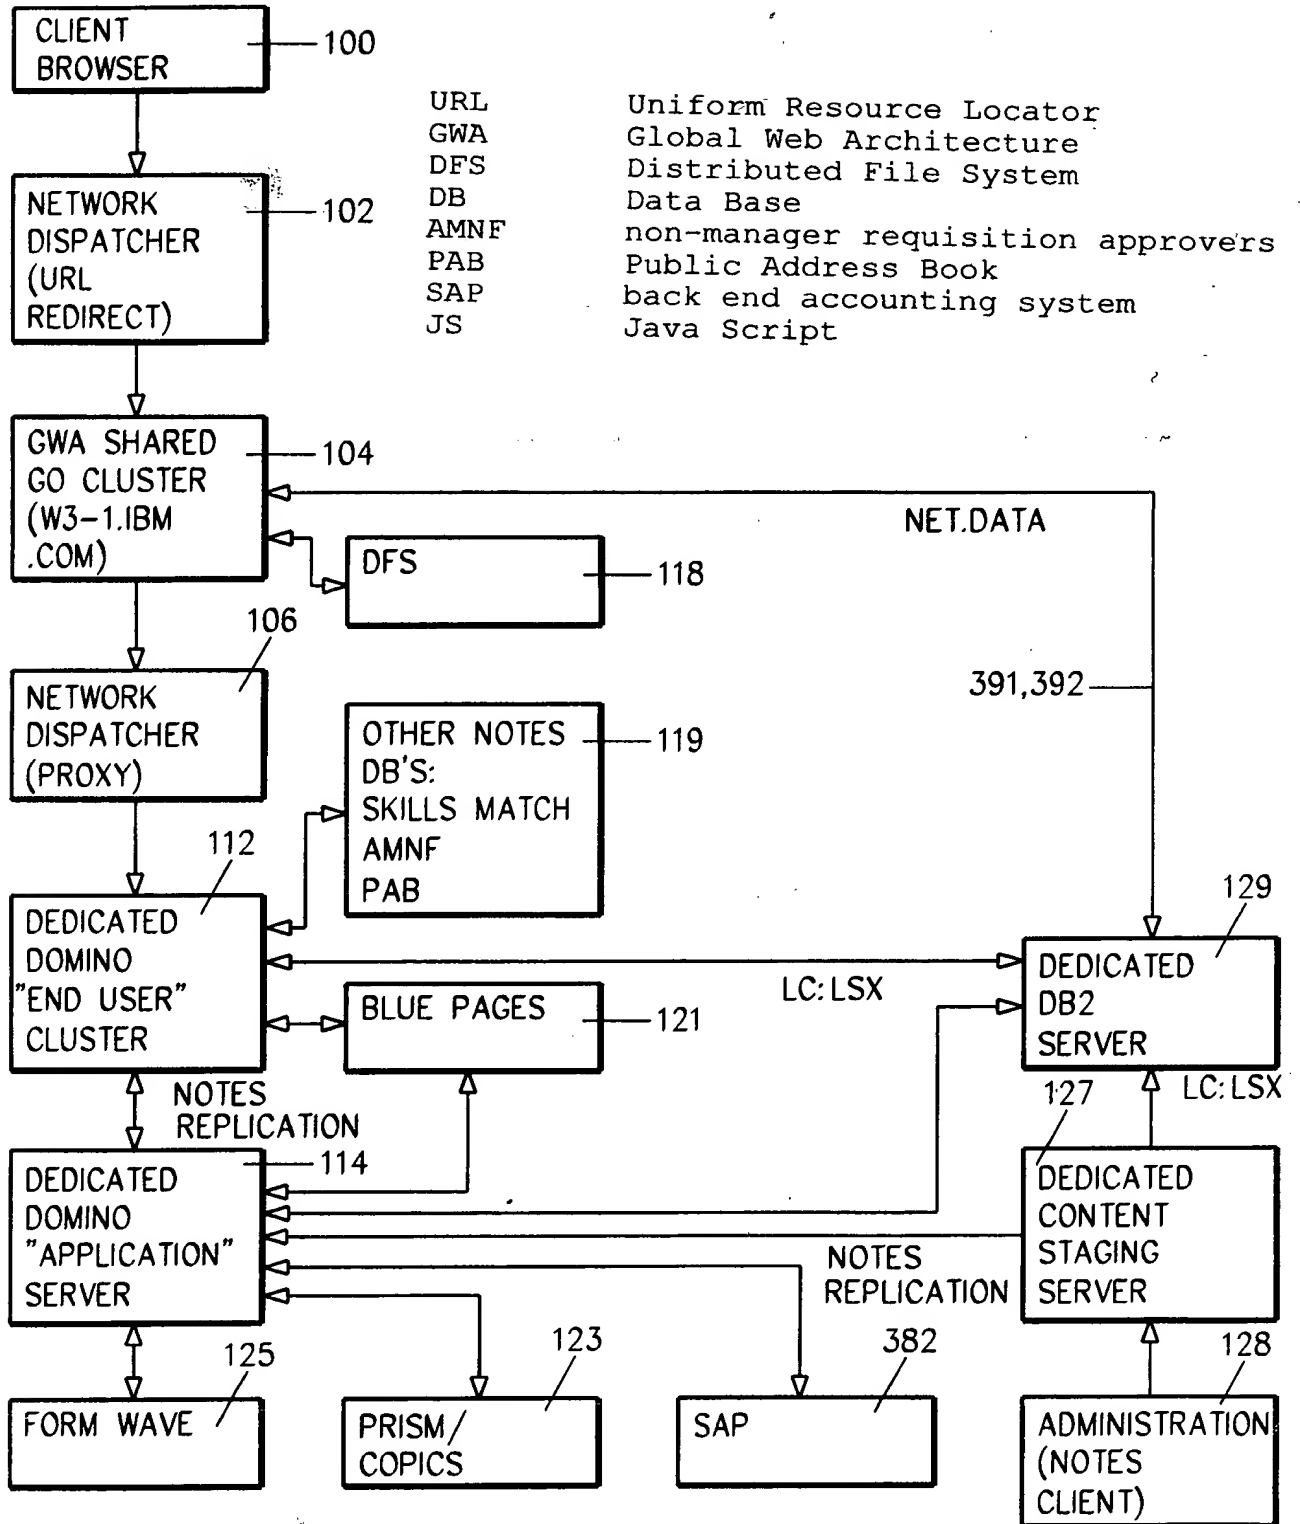 CLIENT
BROWSER
100
URL Uniform Resource Locator
GWA Global Web Architecture
DFS Distributed File System
DB Data Base
AMNF non-manager requisition approvers
PAB Public Address Book
SAP back end accounting system
JS Java Script
NETWORK
DISPATCHER
(URL
REDIRECT)
102
GWA SHARED
GO CLUSTER
(W3-1.IBM
.COM)
104
NET.DATA
DFS
118
106
NETWORK
DISPATCHER
(PROXY)
391,392
OTHER NOTES
DB'S:
SKILLS MATCH
AMNF
PAB
119
112
DEDICATED
DOMINO
"END USER"
CLUSTER
129
DEDICATED
DB2
SERVER
LC:LSX
BLUE PAGES
121
NOTES
REPLICATION
127
LC:LSX
114
DEDICATED
DOMINO
"APPLICATION"
SERVER
DEDICATED
CONTENT
STAGING
SERVER
NOTES
REPLICATION
125
FORM WAVE
123
PRISM/
COPICS
382
SAP
128
ADMINISTRATION
(NOTES
CLIENT)